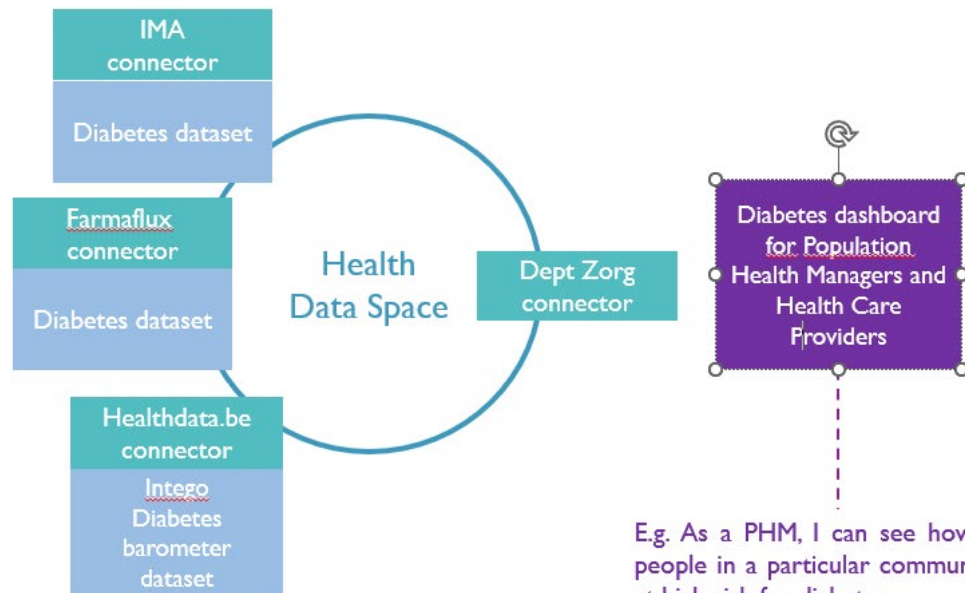 IMA
connector
Diabetes dataset
Farmaflux
connector
Diabetes dataset
Healthdata.be
connector
Intego
Diabetes
barometer
dataset
Health
Data Space
Dept Zorg
connector
Diabetes dashboard
for Population
Health Managers and
Health Care
Providers
E.g. As a PHM, I can see how
people in a particular commun